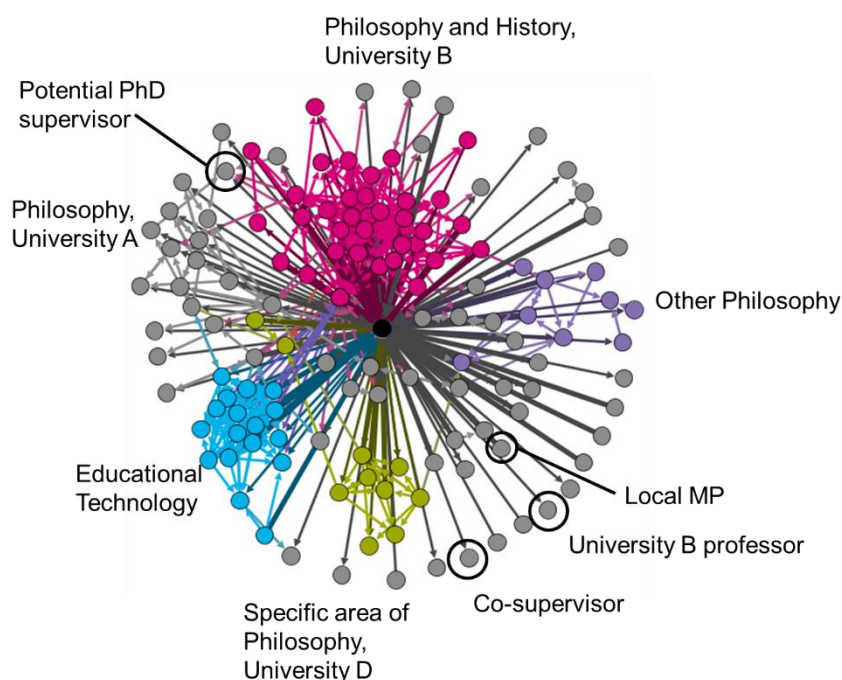 Philosophy and History,
University B
Potential PhD
supervisor
Philosophy,
University A
Other Philosophy
Educational
Technology
Local MP
University B professor
Co-supervisor
Specific area of
Philosophy,
University D